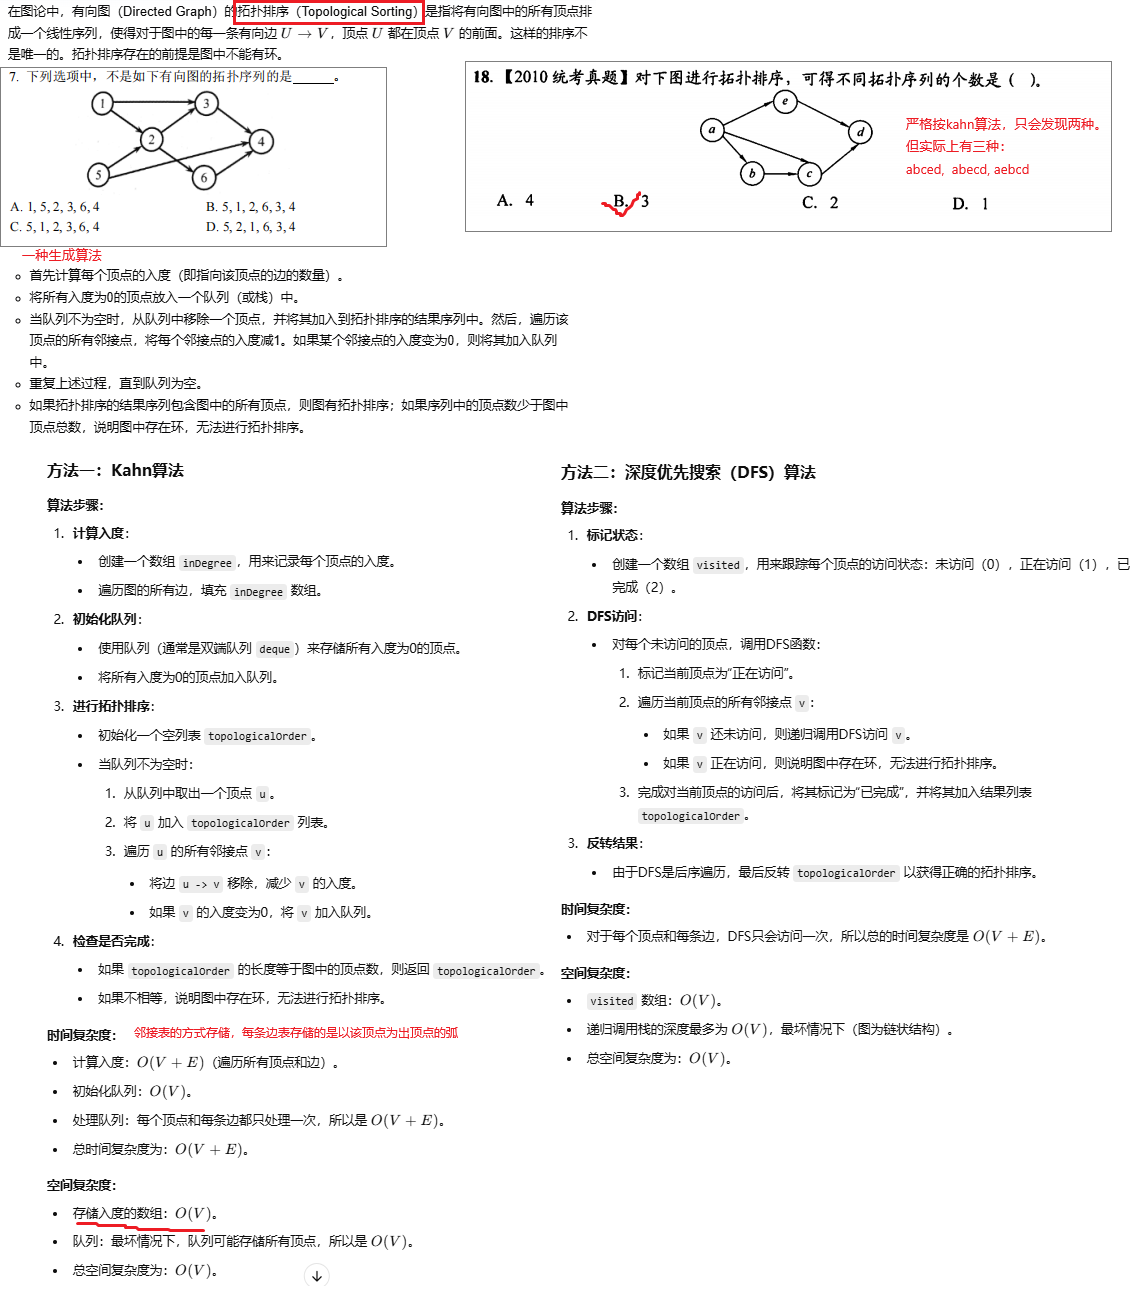 在图论中，有向图（Directed Graph）的拓扑排序（Topological Sorting）是指将有向图中的所有顶点排
成一个线性序列，使得对于图中的每一条有向边 U → V，顶点 U 都在顶点 V 的前面。这样的排序不
是唯一的。拓扑排序存在的前提是图中不能有环。
7. 下列选项中，不是如下有向图的拓扑序列的是______。
1
3
2
4
5
6
A. 1, 5, 2, 3, 6, 4
B. 5, 1, 2, 6, 3, 4
C. 5, 1, 2, 3, 6, 4
D. 5, 2, 1, 6, 3, 4
18.【2010 统考真题】对下图进行拓扑排序，可得不同拓扑序列的个数是（ ）。
e
a
d
b
c
严格按kahn算法，只会发现两种。
但实际上有三种：
abced, abecd, aebcd
A. 4
B. 3
C. 2
D. 1
一种生成算法
首先计算每个顶点的入度（即指向该顶点的边的数量）。
将所有入度为0的顶点放入一个队列（或栈）中。
当队列不为空时，从队列中移除一个顶点，并将其加入到拓扑排序的结果序列中。然后，遍历该
顶点的所有邻接点，将每个邻接点的入度减1。如果某个邻接点的入度变为0，则将其加入队列
中。
重复上述过程，直到队列为空。
如果拓扑排序的结果序列包含图中的所有顶点，则图有拓扑排序；如果序列中的顶点数少于图中
顶点总数，说明图中存在环，无法进行拓扑排序。
方法一：Kahn算法
算法步骤：
1. 计算入度：
• 创建一个数组 inDegree，用来记录每个顶点的入度。
• 遍历图的所有边，填充 inDegree 数组。
2. 初始化队列：
• 使用队列（通常是双端队列 deque）来存储所有入度为0的顶点。
• 将所有入度为0的顶点加入队列。
3. 进行拓扑排序：
• 初始化一个空列表 topologicalOrder。
• 当队列不为空时：
1. 从队列中取出一个顶点 u。
2. 将 u 加入 topologicalOrder 列表。
3. 遍历 u 的所有邻接点 v：
• 将边 u -> v 移除，减少 v 的入度。
• 如果 v 的入度变为0，将 v 加入队列。
4. 检查是否完成：
• 如果 topologicalOrder 的长度等于图中的顶点数，则返回 topologicalOrder。
• 如果不相等，说明图中存在环，无法进行拓扑排序。
时间复杂度： 邻接表的方式存储，每条边表存储的是以该顶点为出顶点的弧
• 计算入度：O(V + E)（遍历所有顶点和边）。
• 初始化队列：O(V)。
• 处理队列：每个顶点和每条边都只处理一次，所以是 O(V + E)。
• 总时间复杂度为：O(V + E)。
空间复杂度：
• 存储入度的数组：O(V)。
• 队列：最坏情况下，队列可能存储所有顶点，所以是 O(V)。
• 总空间复杂度为：O(V)。
方法二：深度优先搜索（DFS）算法
算法步骤：
1. 标记状态：
• 创建一个数组 visited，用来跟踪每个顶点的访问状态：未访问（0），正在访问（1），已
完成（2）。
2. DFS访问：
• 对每个未访问的顶点，调用DFS函数：
1. 标记当前顶点为“正在访问”。
2. 遍历当前顶点的所有邻接点 v：
• 如果 v 还未访问，则递归调用DFS访问 v。
• 如果 v 正在访问，则说明图中存在环，无法进行拓扑排序。
3. 完成对当前顶点的访问后，将其标记为“已完成”，并将其加入结果列表
topologicalOrder。
3. 反转结果：
• 由于DFS是后序遍历，最后反转 topologicalOrder 以获得正确的拓扑排序。
时间复杂度：
• 对于每个顶点和每条边，DFS只会访问一次，所以总的时间复杂度是 O(V + E)。
空间复杂度：
• visited 数组：O(V)。
• 递归调用栈的深度最多为 O(V)，最坏情况下（图为链状结构）。
• 总空间复杂度为：O(V)。